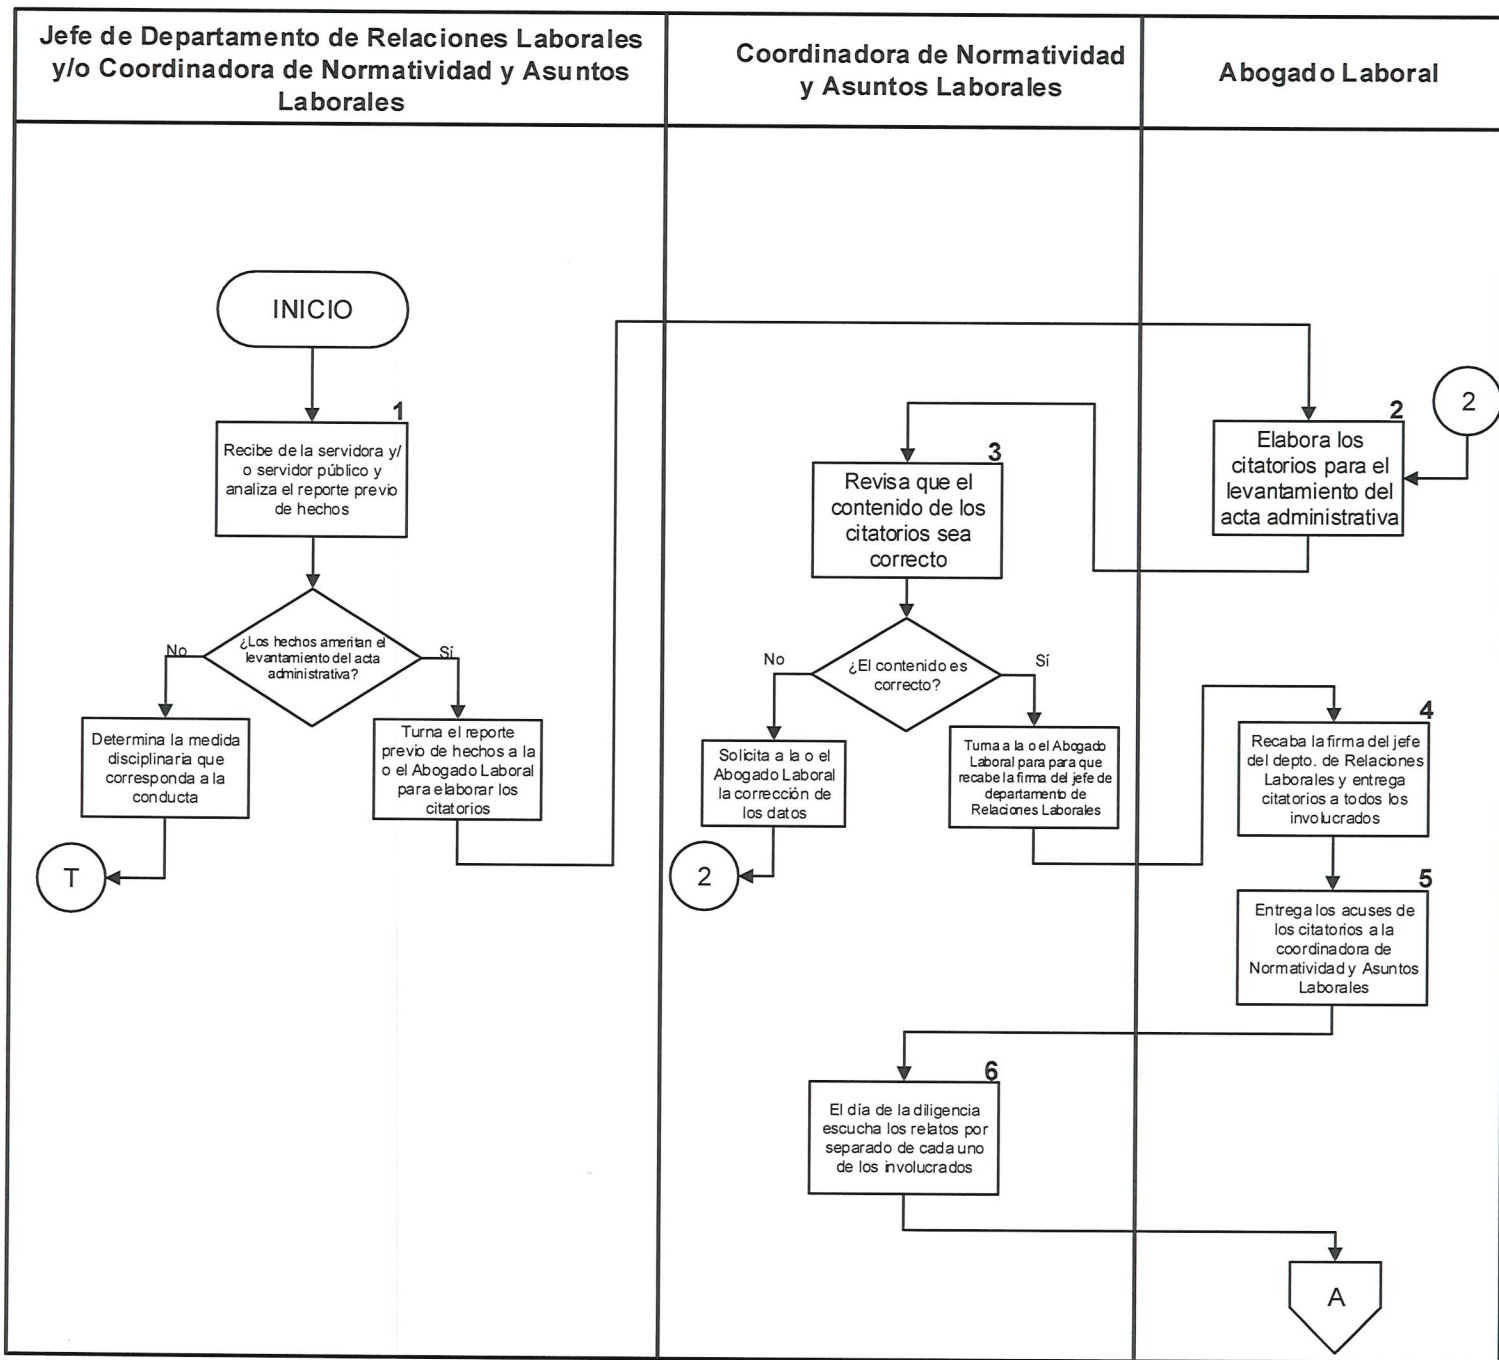 Jefe de Departamento de Relaciones Laborales
y/o Coordinadora de Normatividad y Asuntos
Laborales
Coordinadora de Normatividad
y Asuntos Laborales
Abogado Laboral
INICIO
1
Recibe de la servidora y/
o servidor público y
analiza el reporte previo
de hechos
¿Los hechos ameritan el
levantamiento del acta
administrativa?
No
Sí
Determina la medida
disciplinaria que
corresponda a la
conducta
T
Turna el reporte
previo de hechos a la
o el Abogado Laboral
para elaborar los
citatorios
2
2
Elabora los
citatorios para el
levantamiento del
acta administrativa
3
Revisa que el
contenido de los
citatorios sea
correcto
¿El contenido es
correcto?
No
Sí
Solicita a la o el
Abogado Laboral
la corrección de
los datos
2
Turna a la o el Abogado
Laboral para para que
recabe la firma del jefe de
departamento de
Relaciones Laborales
4
Recaba la firma del jefe
del depto. de Relaciones
Laborales y entrega
citatorios a todos los
involucrados
5
Entrega los acuses de
los citatorios a la
coordinadora de
Normatividad y Asuntos
Laborales
6
El día de la diligencia
escucha los relatos por
separado de cada uno
de los involucrados
A